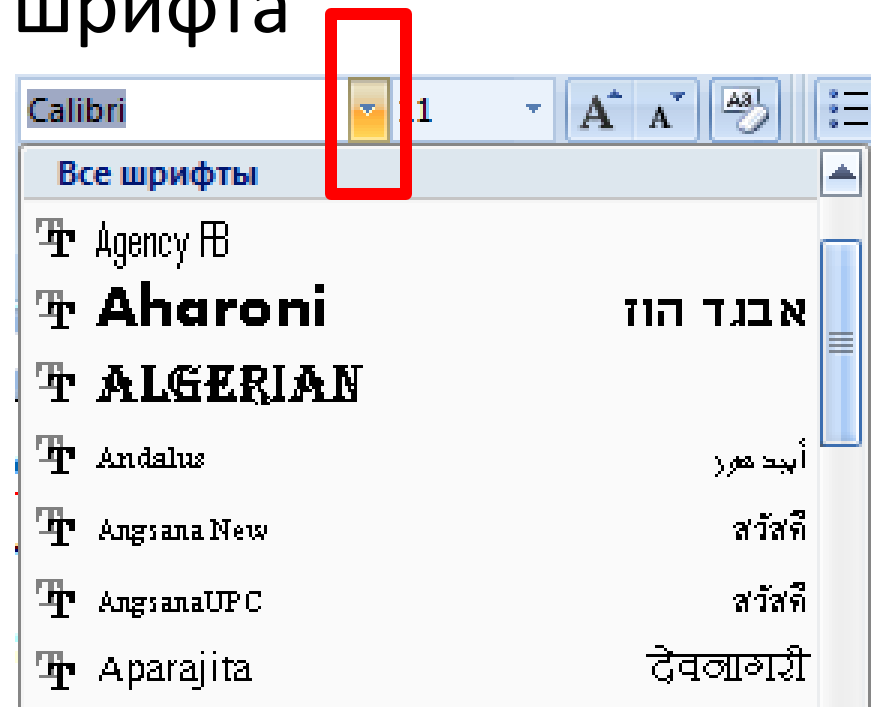 шрифта
Calibri 11
Все шрифты
Agency FB
Aharoni אבגד הוז
ALGERIAN
Andalus أبجد هوز
Angsana New สวัสดี
AngsanaUPC สวัสดี
Aparajita देवनागरी